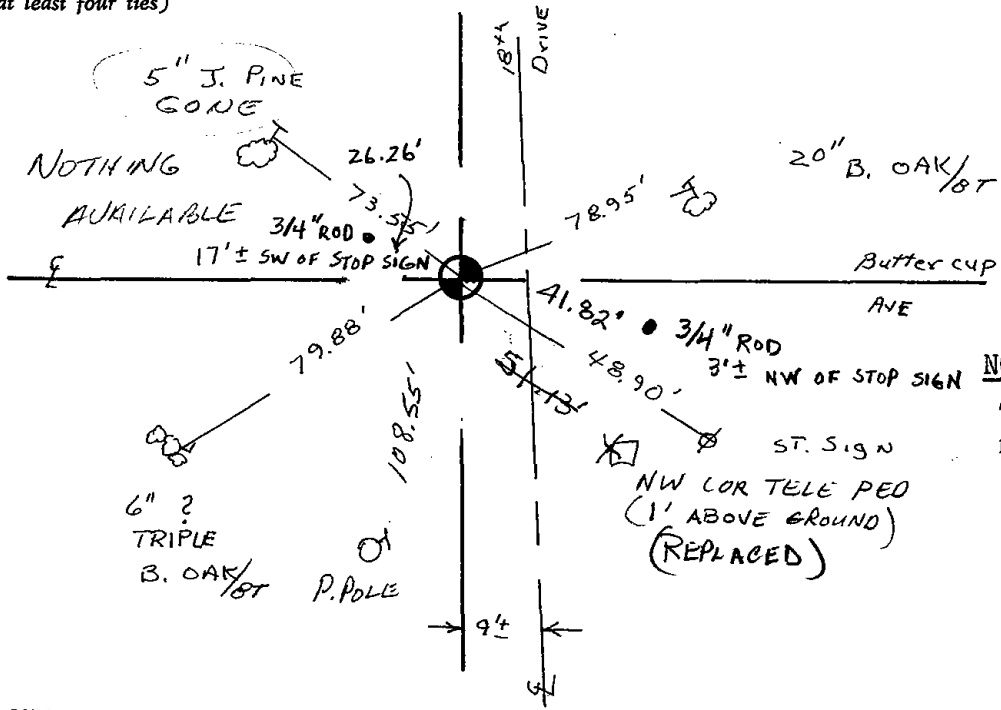 at least four ties)
18th
Drive
5" J. PINE
GONE
NOTHING
AVAILABLE
26.26'
73.55'
3/4" ROD
17'± SW OF STOP SIGN
78.95'
20" B. OAK/BT
℄
Butter cup
AVE
79.88'
41.82'
3/4" ROD
3'± NW OF STOP SIGN
48.90'
51.13'
108.55'
ST. Sign
NW COR TELE PED
(1' ABOVE GROUND)
(REPLACED)
6" ?
TRIPLE
B. OAK/BT
P. POLE
9'±
℄